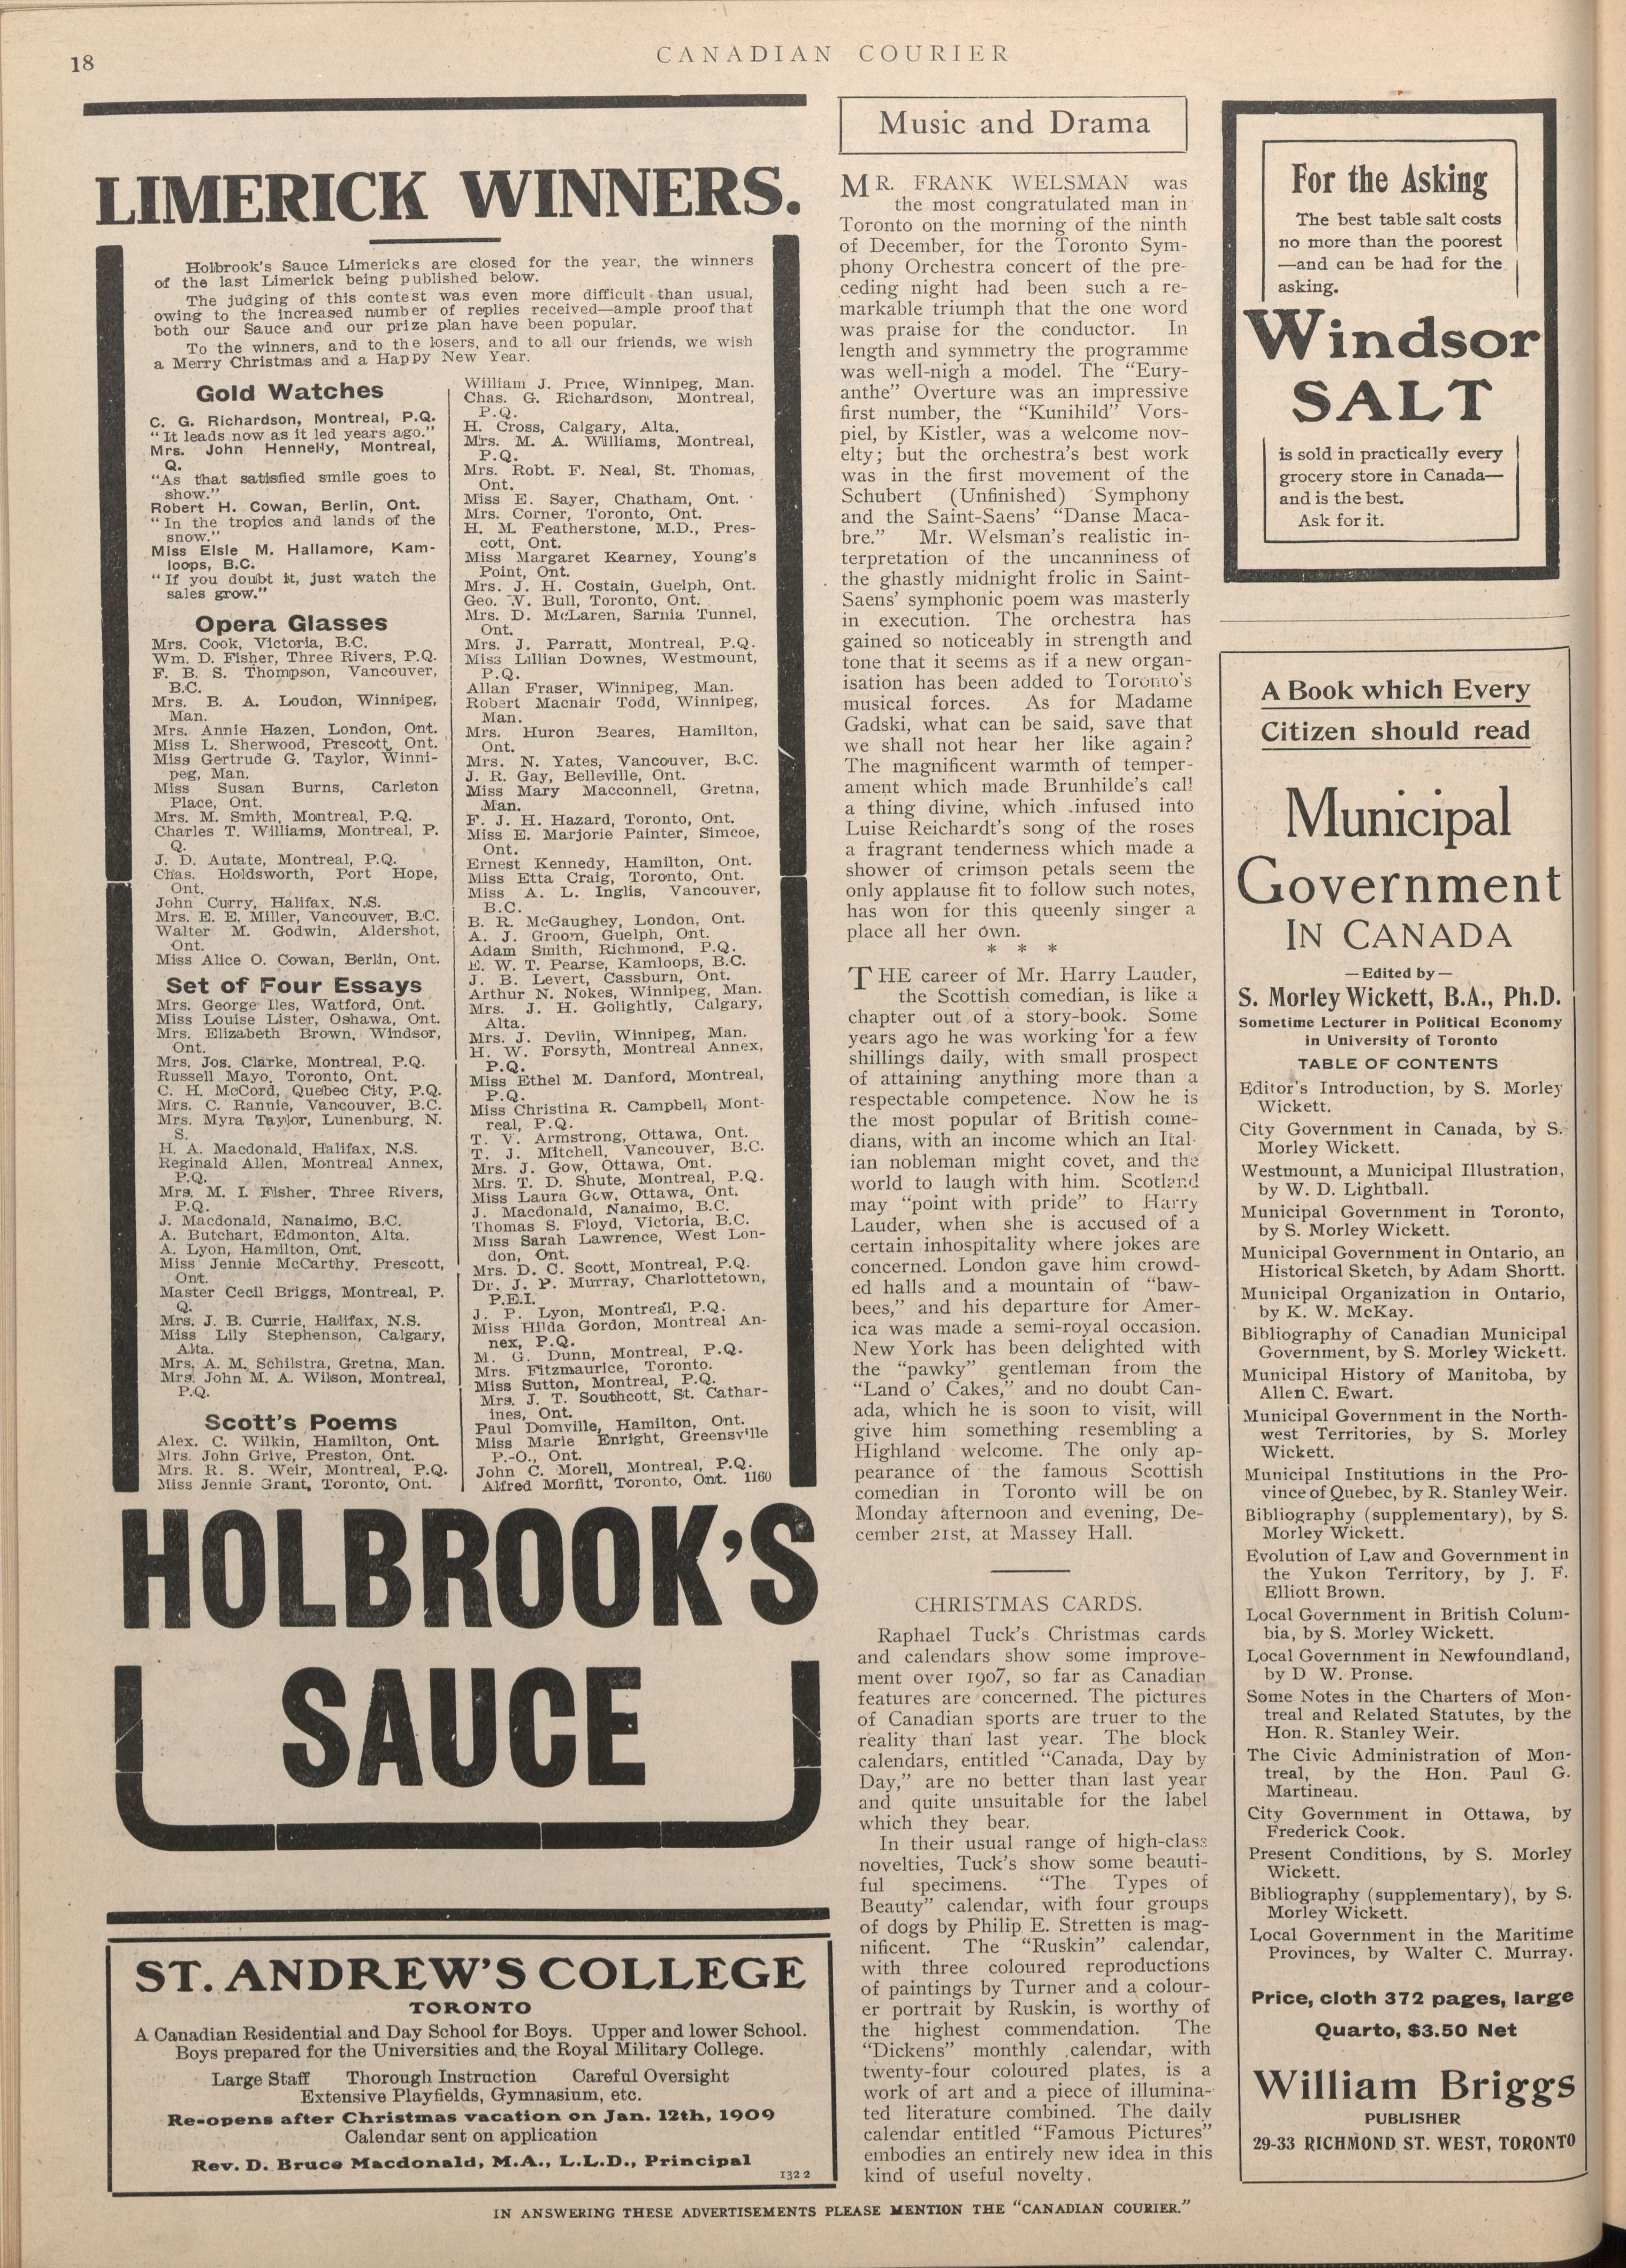 18
CANADIAN COURIER
LIMERICK WINNERS.
Holbrook's Sauce Limericks are closed for the year, the winners
of the last Limerick being published below.
The judging of this contest was even more difficult than usual,
owing to the increased number of replies received—ample proof that
both our Sauce and our prize plan have been popular.
To the winners, and to the losers, and to all our friends, we wish
a Merry Christmas and a Happy New Year.
Gold Watches
C. G. Richardson, Montreal, P.Q.
"It leads now as it led years ago."
Mrs. John Hennelly, Montreal,
Q.
"As that satisfied smile goes to
show."
Robert H. Cowan, Berlin, Ont.
"In the tropics and lands of the
snow."
Miss Elsie M. Hallamore, Kam-
loops, B.C.
"If you doubt it, just watch the
sales grow."
Opera Glasses
Mrs. Cook, Victoria, B.C.
Wm. D. Fisher, Three Rivers, P.Q.
F. B. S. Thompson, Vancouver,
B.C.
Mrs. B. A. Loudon, Winnipeg,
Man.
Mrs. Annie Hazen, London, Ont.
Miss L. Sherwood, Prescott, Ont.
Miss Gertrude G. Taylor, Winni-
peg, Man.
Miss Susan Burns, Carleton
Place, Ont.
Mrs. M. Smith, Montreal, P.Q.
Charles T. Williams, Montreal, P.
Q.
J. D. Autate, Montreal, P.Q.
Chas. Holdsworth, Port Hope,
Ont.
John Curry, Halifax, N.S.
Mrs. E. E. Miller, Vancouver, B.C.
Walter M. Godwin, Aldershot,
Ont.
Miss Alice O. Cowan, Berlin, Ont.
Set of Four Essays
Mrs. George Iles, Watford, Ont.
Miss Louise Lister, Oshawa, Ont.
Mrs. Elizabeth Brown, Windsor,
Ont.
Mrs. Jos. Clarke, Montreal, P.Q.
Russell Mayo, Toronto, Ont.
C. H. McCord, Quebec City, P.Q.
Mrs. C. Rannie, Vancouver, B.C.
Mrs. Myra Taylor, Lunenburg, N.
S.
H. A. Macdonald, Halifax, N.S.
Reginald Allen, Montreal Annex,
P.Q.
Mrs. M. I. Fisher, Three Rivers,
P.Q.
J. Macdonald, Nanaimo, B.C.
A. Butchart, Edmonton, Alta.
A. Lyon, Hamilton, Ont.
Miss Jennie McCarthy, Prescott,
Ont.
Master Cecil Briggs, Montreal, P.
Q.
Mrs. J. B. Currie, Halifax, N.S.
Miss Lily Stephenson, Calgary,
Alta.
Mrs. A. M. Schilstra, Gretna, Man.
Mrs. John M. A. Wilson, Montreal,
P.Q.
Scott's Poems
Alex. C. Wilkin, Hamilton, Ont.
Mrs. John Grive, Preston, Ont.
Mrs. R. S. Weir, Montreal, P.Q.
Miss Jennie Grant, Toronto, Ont.
William J. Price, Winnipeg, Man.
Chas. G. Richardson, Montreal,
P.Q.
H. Cross, Calgary, Alta.
Mrs. M. A. Williams, Montreal,
P.Q.
Mrs. Robt. F. Neal, St. Thomas,
Ont.
Miss E. Sayer, Chatham, Ont.
Mrs. Corner, Toronto, Ont.
H. M. Featherstone, M.D., Pres-
cott, Ont.
Miss Margaret Kearney, Young's
Point, Ont.
Mrs. J. H. Costain, Guelph, Ont.
Geo. W. Bull, Toronto, Ont.
Mrs. D. McLaren, Sarnia Tunnel,
Ont.
Mrs. J. Parratt, Montreal, P.Q.
Miss Lillian Downes, Westmount,
P.Q.
Allan Fraser, Winnipeg, Man.
Robert Macnair Todd, Winnipeg,
Man.
Mrs. Huron Beares, Hamilton,
Ont.
Mrs. N. Yates, Vancouver, B.C.
J. R. Gay, Belleville, Ont.
Miss Mary Macconnell, Gretna,
Man.
F. J. H. Hazard, Toronto, Ont.
Miss E. Marjorie Painter, Simcoe,
Ont.
Ernest Kennedy, Hamilton, Ont.
Miss Etta Craig, Toronto, Ont.
Miss A. L. Inglis, Vancouver,
B.C.
B. R. McGaughey, London, Ont.
A. J. Groom, Guelph, Ont.
Adam Smith, Richmond, P.Q.
E. W. T. Pearse, Kamloops, B.C.
J. B. Levert, Cassburn, Ont.
Arthur N. Nokes, Winnipeg, Man.
Mrs. J. H. Golightly, Calgary,
Alta.
Mrs. J. Devlin, Winnipeg, Man.
H. W. Forsyth, Montreal Annex,
P.Q.
Miss Ethel M. Danford, Montreal,
P.Q.
Miss Christina R. Campbell, Mont-
real, P.Q.
T. V. Armstrong, Ottawa, Ont.
T. J. Mitchell, Vancouver, B.C.
Mrs. J. Gow, Ottawa, Ont.
Mrs. T. D. Shute, Montreal, P.Q.
Miss Laura Gow, Ottawa, Ont.
J. Macdonald, Nanaimo, B.C.
Thomas S. Floyd, Victoria, B.C.
Miss Sarah Lawrence, West Lon-
don, Ont.
Mrs. D. C. Scott, Montreal, P.Q.
Dr. J. P. Murray, Charlottetown,
P.E.I.
J. P. Lyon, Montreal, P.Q.
Miss Hilda Gordon, Montreal An-
nex, P.Q.
M. G. Dunn, Montreal, P.Q.
Mrs. Fitzmaurice, Toronto.
Miss Sutton, Montreal, P.Q.
Mrs. J. T. Southcott, St. Cathar-
ines, Ont.
Paul Domville, Hamilton, Ont.
Miss Marie Enright, Greensville
P.-O., Ont.
John C. Morell, Montreal, P.Q.
Alfred Morfitt, Toronto, Ont. 1160
HOLBROOK'S
SAUCE
ST. ANDREW'S COLLEGE
TORONTO
A Canadian Residential and Day School for Boys. Upper and lower School.
Boys prepared for the Universities and the Royal Military College.
Large Staff Thorough Instruction Careful Oversight
Extensive Playfields, Gymnasium, etc.
Re-opens after Christmas vacation on Jan. 12th, 1909
Calendar sent on application
Rev. D. Bruce Macdonald, M.A., L.L.D., Principal
1322
Music and Drama
MR. FRANK WELSMAN was
the most congratulated man in
Toronto on the morning of the ninth
of December, for the Toronto Sym-
phony Orchestra concert of the pre-
ceding night had been such a re-
markable triumph that the one word
was praise for the conductor. In
length and symmetry the programme
was well-nigh a model. The "Eury-
anthe" Overture was an impressive
first number, the "Kunihild" Vors-
piel, by Kistler, was a welcome nov-
elty; but the orchestra's best work
was in the first movement of the
Schubert (Unfinished) Symphony
and the Saint-Saens' "Danse Maca-
bre." Mr. Welsman's realistic in-
terpretation of the uncanniness of
the ghastly midnight frolic in Saint-
Saens' symphonic poem was masterly
in execution. The orchestra has
gained so noticeably in strength and
tone that it seems as if a new organ-
isation has been added to Toronto's
musical forces. As for Madame
Gadski, what can be said, save that
we shall not hear her like again?
The magnificent warmth of temper-
ament which made Brunhilde's call
a thing divine, which infused into
Luise Reichardt's song of the roses
a fragrant tenderness which made a
shower of crimson petals seem the
only applause fit to follow such notes,
has won for this queenly singer a
place all her own.
* * *
THE career of Mr. Harry Lauder,
the Scottish comedian, is like a
chapter out of a story-book. Some
years ago he was working for a few
shillings daily, with small prospect
of attaining anything more than a
respectable competence. Now he is
the most popular of British come-
dians, with an income which an Ital-
ian nobleman might covet, and the
world to laugh with him. Scotland
may "point with pride" to Harry
Lauder, when she is accused of a
certain inhospitality where jokes are
concerned. London gave him crowd-
ed halls and a mountain of "baw-
bees," and his departure for Amer-
ica was made a semi-royal occasion.
New York has been delighted with
the "pawky" gentleman from the
"Land o' Cakes," and no doubt Can-
ada, which he is soon to visit, will
give him something resembling a
Highland welcome. The only ap-
pearance of the famous Scottish
comedian in Toronto will be on
Monday afternoon and evening, De-
cember 21st, at Massey Hall.
CHRISTMAS CARDS.
Raphael Tuck's Christmas cards
and calendars show some improve-
ment over 1907, so far as Canadian
features are concerned. The pictures
of Canadian sports are truer to the
reality than last year. The block
calendars, entitled "Canada, Day by
Day," are no better than last year
and quite unsuitable for the label
which they bear.
In their usual range of high-class
novelties, Tuck's show some beauti-
ful specimens. "The Types of
Beauty" calendar, with four groups
of dogs by Philip E. Stretten is mag-
nificent. The "Ruskin" calendar,
with three coloured reproductions
of paintings by Turner and a colour-
er portrait by Ruskin, is worthy of
the highest commendation. The
"Dickens" monthly calendar, with
twenty-four coloured plates, is a
work of art and a piece of illumina-
ted literature combined. The daily
calendar entitled "Famous Pictures"
embodies an entirely new idea in this
kind of useful novelty.
For the Asking
The best table salt costs
no more than the poorest
—and can be had for the
asking.
Windsor
SALT
is sold in practically every
grocery store in Canada—
and is the best.
Ask for it.
A Book which Every
Citizen should read
Municipal
Government
IN CANADA
—Edited by—
S. Morley Wickett, B.A., Ph.D.
Sometime Lecturer in Political Economy
in University of Toronto
TABLE OF CONTENTS
Editor's Introduction, by S. Morley
Wickett.
City Government in Canada, by S.
Morley Wickett.
Westmount, a Municipal Illustration,
by W. D. Lightball.
Municipal Government in Toronto,
by S. Morley Wickett.
Municipal Government in Ontario, an
Historical Sketch, by Adam Shortt.
Municipal Organization in Ontario,
by K. W. McKay.
Bibliography of Canadian Municipal
Government, by S. Morley Wickett.
Municipal History of Manitoba, by
Allen C. Ewart.
Municipal Government in the North-
west Territories, by S. Morley
Wickett.
Municipal Institutions in the Pro-
vince of Quebec, by R. Stanley Weir.
Bibliography (supplementary), by S.
Morley Wickett.
Evolution of Law and Government in
the Yukon Territory, by J. F.
Elliott Brown.
Local Government in British Colum-
bia, by S. Morley Wickett.
Local Government in Newfoundland,
by D W. Pronse.
Some Notes in the Charters of Mon-
treal and Related Statutes, by the
Hon. R. Stanley Weir.
The Civic Administration of Mon-
treal, by the Hon. Paul G.
Martineau.
City Government in Ottawa, by
Frederick Cook.
Present Conditions, by S. Morley
Wickett.
Bibliography (supplementary), by S.
Morley Wickett.
Local Government in the Maritime
Provinces, by Walter C. Murray.
Price, cloth 372 pages, large
Quarto, $3.50 Net
William Briggs
PUBLISHER
29-33 RICHMOND ST. WEST, TORONTO
IN ANSWERING THESE ADVERTISEMENTS PLEASE MENTION THE "CANADIAN COURIER."